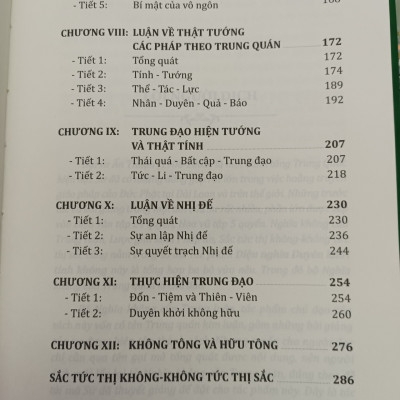 - Tiết 5: Bí mật của vô ngôn
CHƯƠNG VIII: LUẬN VỀ THẬT TƯỚNG
CÁC PHÁP THEO TRUNG QUÁN 172
- Tiết 1: Tổng quát 172
- Tiết 2: Tính - Tướng 174
- Tiết 3: Thể - Tác - Lực 189
- Tiết 4: Nhân - Duyên - Quả - Báo 192
CHƯƠNG IX: TRUNG ĐẠO HIỆN TƯỚNG
VÀ THẬT TÍNH 207
- Tiết 1: Thái quá - Bất cập - Trung đạo 207
- Tiết 2: Tức - Li - Trung đạo 218
CHƯƠNG X: LUẬN VỀ NHỊ ĐẾ 230
- Tiết 1: Tổng quát 230
- Tiết 2: Sự an lập Nhị đế 236
- Tiết 3: Sự quyết trạch Nhị đế 244
CHƯƠNG XI: THỰC HIỆN TRUNG ĐẠO 254
- Tiết 1: Đốn - Tiệm và Thiên - Viên 254
- Tiết 2: Duyên khởi không hữu 260
CHƯƠNG XII: KHÔNG TÔNG VÀ HỮU TÔNG 276
SẮC TỨC THỊ KHÔNG-KHÔNG TỨC THỊ SẮC 286